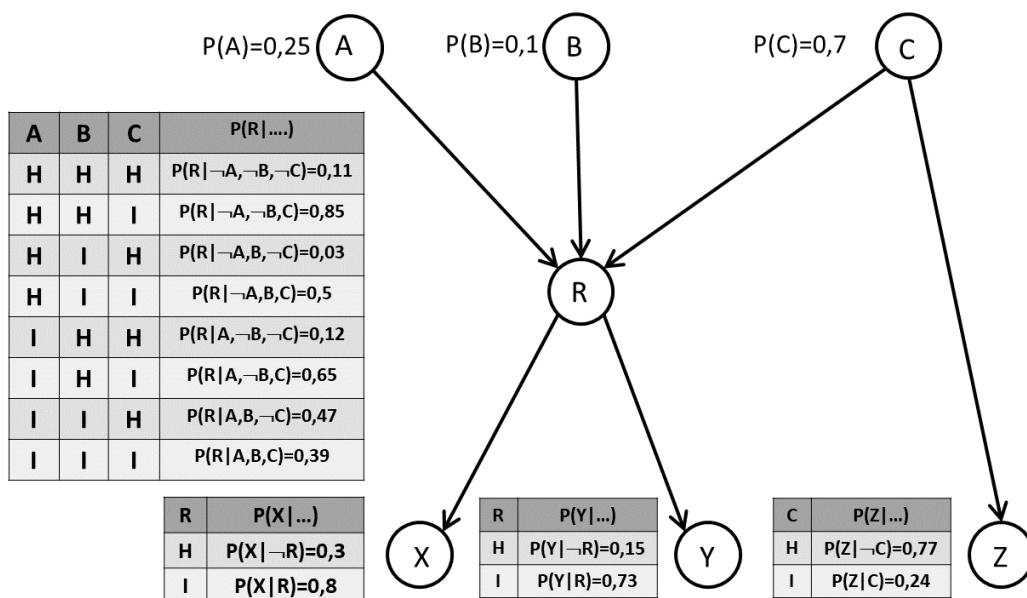 P(A)=0,25 A P(B)=0,1 B P(C)=0,7 C
A B C P(R|....)
H H H P(R|¬A,¬B,¬C)=0,11
H H I P(R|¬A,¬B,C)=0,85
H I H P(R|¬A,B,¬C)=0,03
H I I P(R|¬A,B,C)=0,5
I H H P(R|A,¬B,¬C)=0,12
I H I P(R|A,¬B,C)=0,65
I I H P(R|A,B,¬C)=0,47
I I I P(R|A,B,C)=0,39
R
R P(X|...)
H P(X|¬R)=0,3
I P(X|R)=0,8
X
R P(Y|...)
H P(Y|¬R)=0,15
I P(Y|R)=0,73
Y
C P(Z|...)
H P(Z|¬C)=0,77
I P(Z|C)=0,24
Z